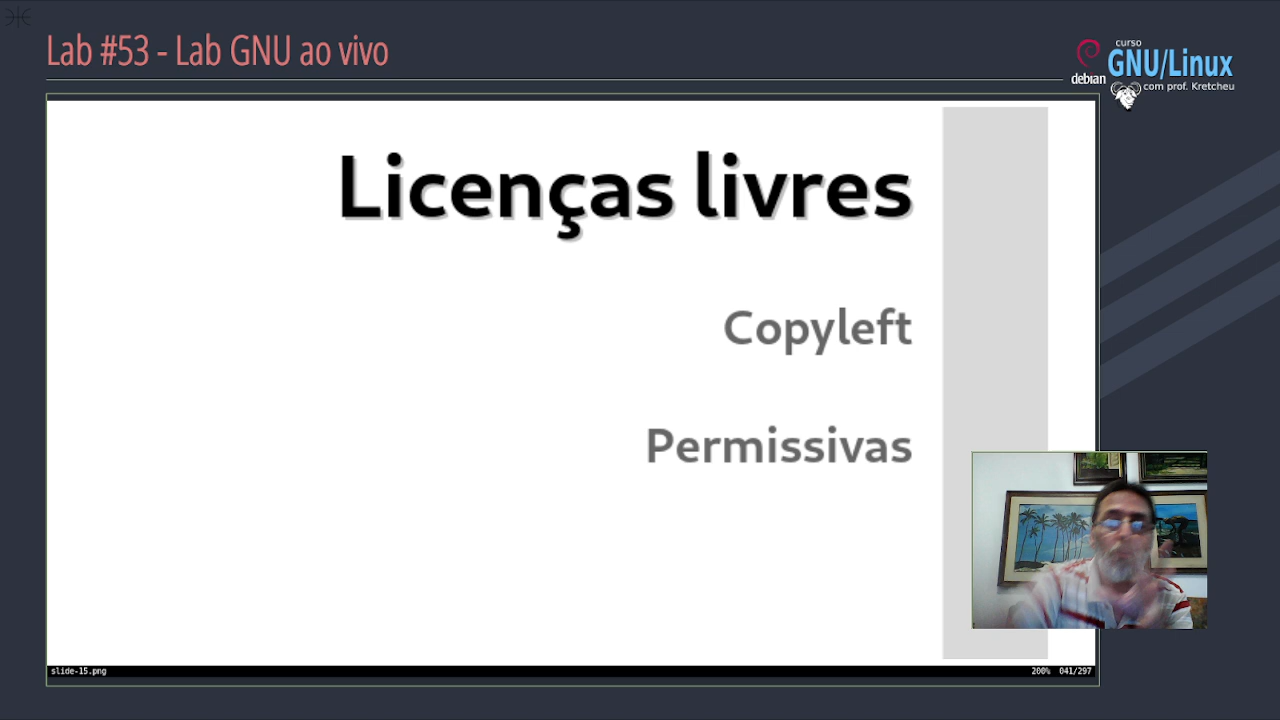 Lab #53 - Lab GNU ao vivo
curso
GNU/Linux
debian
com prof. Kretcheu
Licenças livres
Copyleft
Permissivas
slide-15.png
200% 041/297